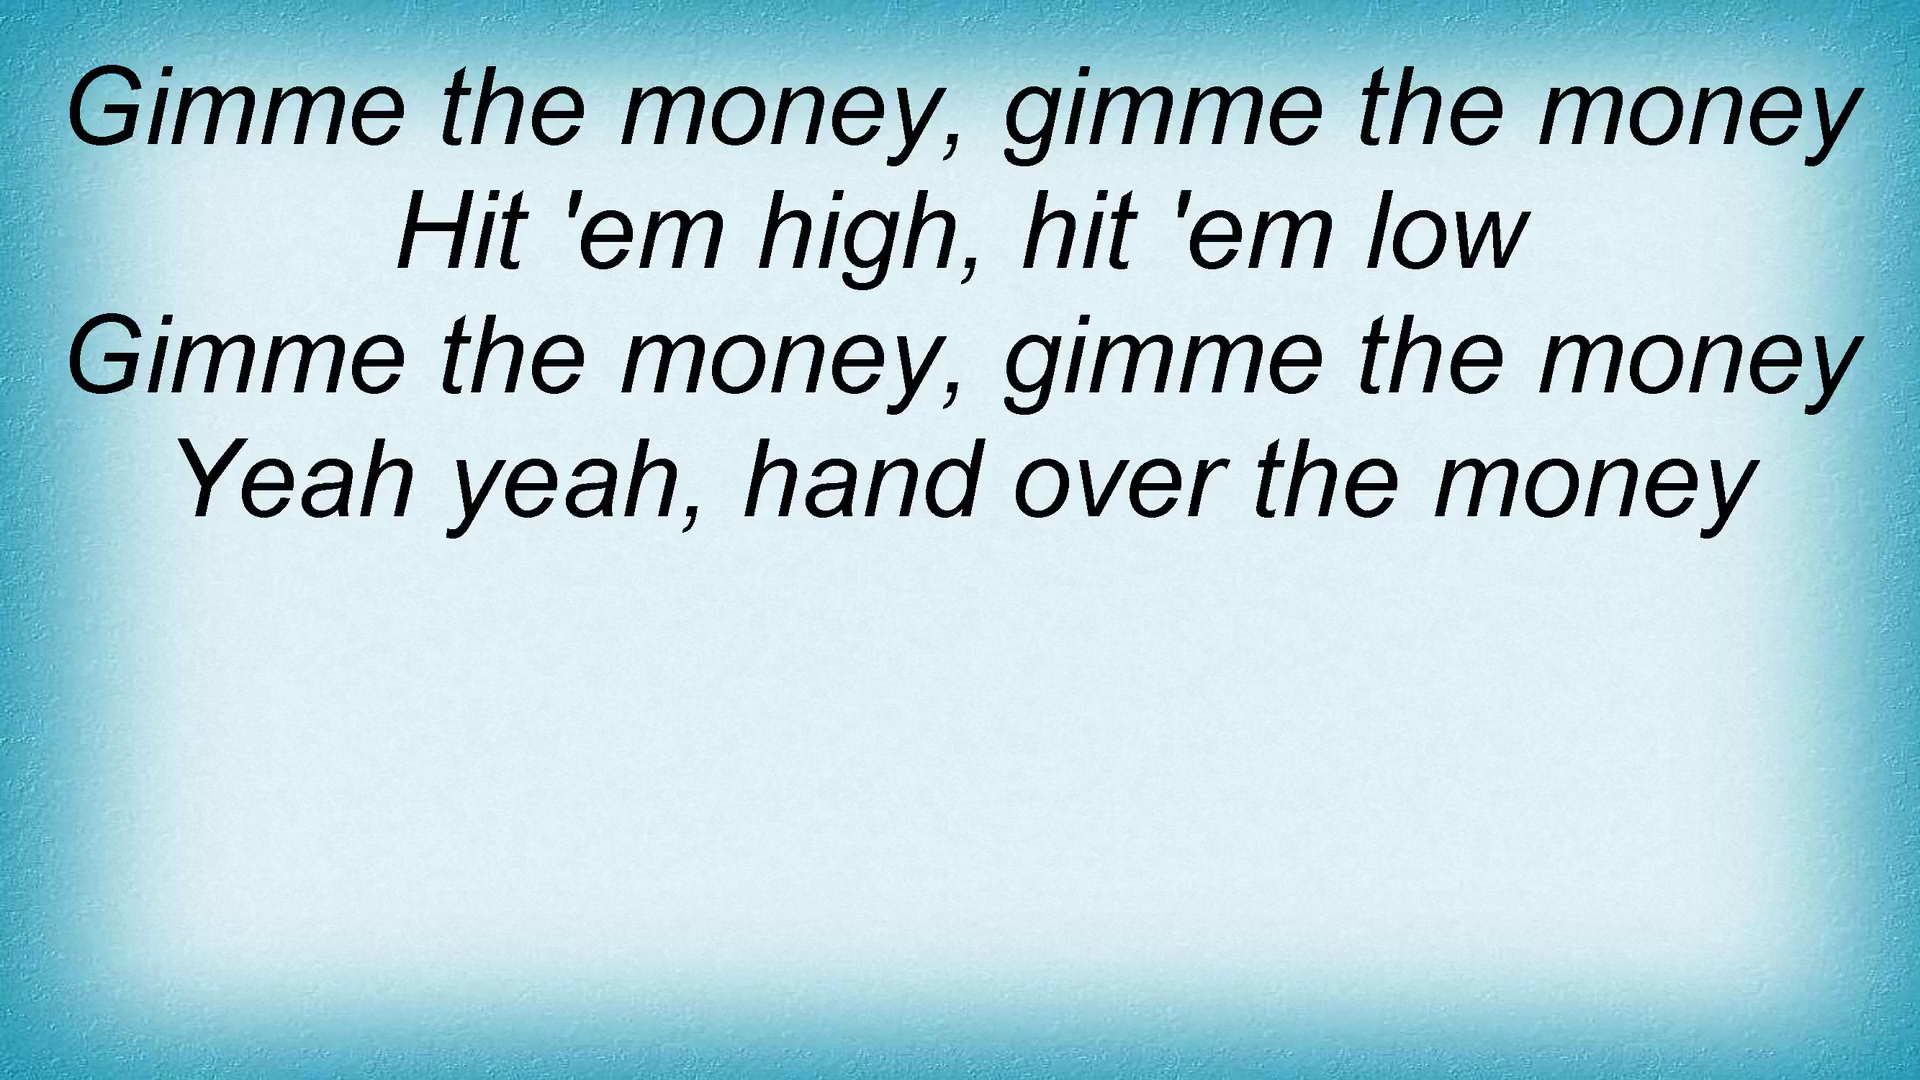 Gimme the money, gimme the money
Hit 'em high, hit 'em low
Gimme the money, gimme the money
Yeah yeah, hand over the money